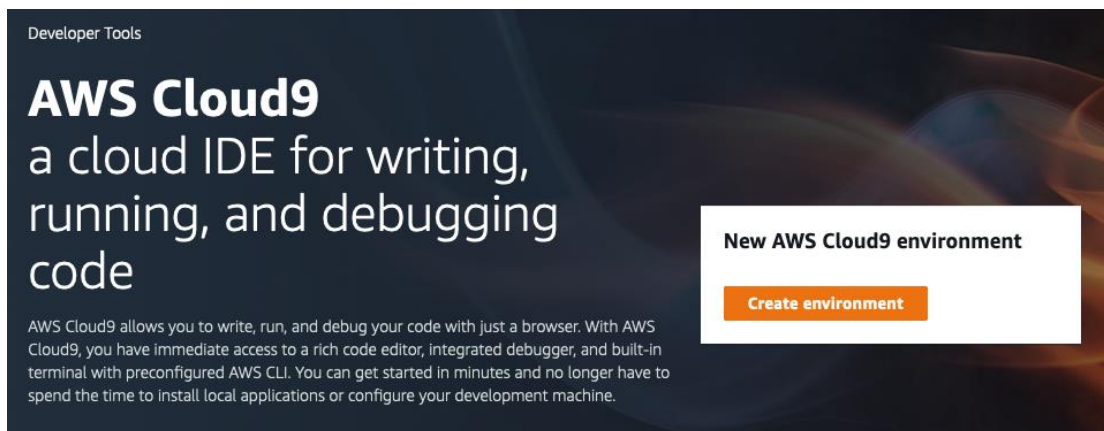 Developer Tools
AWS Cloud9
a cloud IDE for writing,
running, and debugging
code
AWS Cloud9 allows you to write, run, and debug your code with just a browser. With AWS
Cloud9, you have immediate access to a rich code editor, integrated debugger, and built-in
terminal with preconfigured AWS CLI. You can get started in minutes and no longer have to
spend the time to install local applications or configure your development machine.
New AWS Cloud9 environment
Create environment